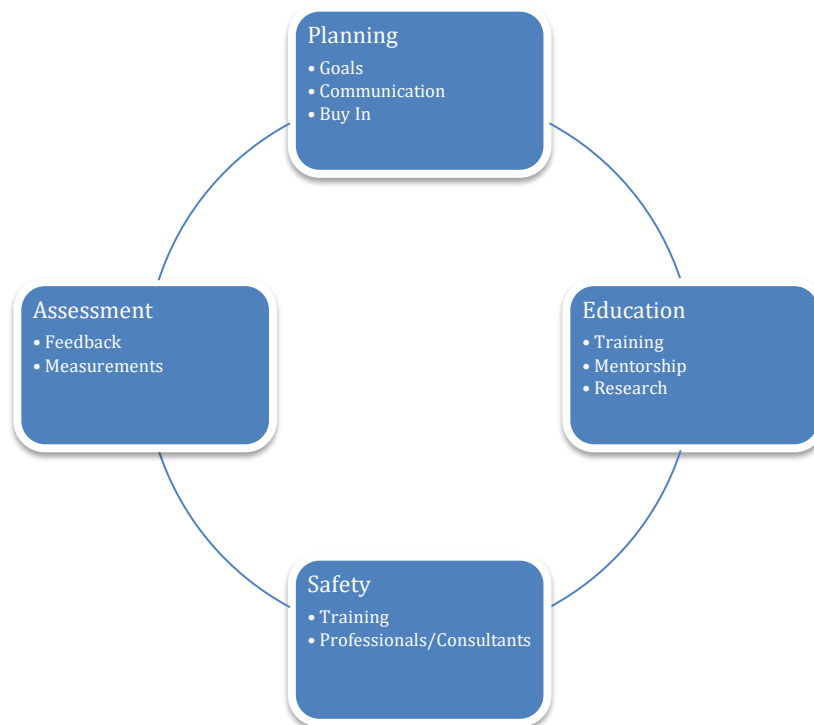 Planning
• Goals
• Communication
• Buy In
Education
• Training
• Mentorship
• Research
Safety
• Training
• Professionals/Consultants
Assessment
• Feedback
• Measurements